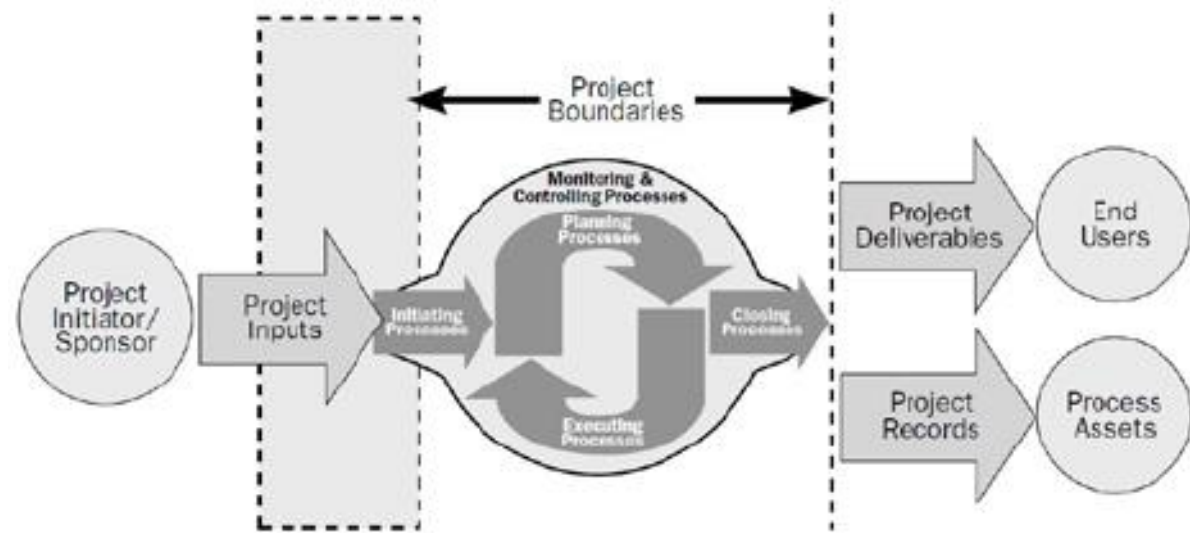 Project
Boundaries
Monitoring &
Controlling Processes
Planning
Processes
Project
Initiator/
Sponsor
Project
Inputs
Initiating
Processes
Closing
Processes
Executing
Processes
Project
Deliverables
End
Users
Project
Records
Process
Assets